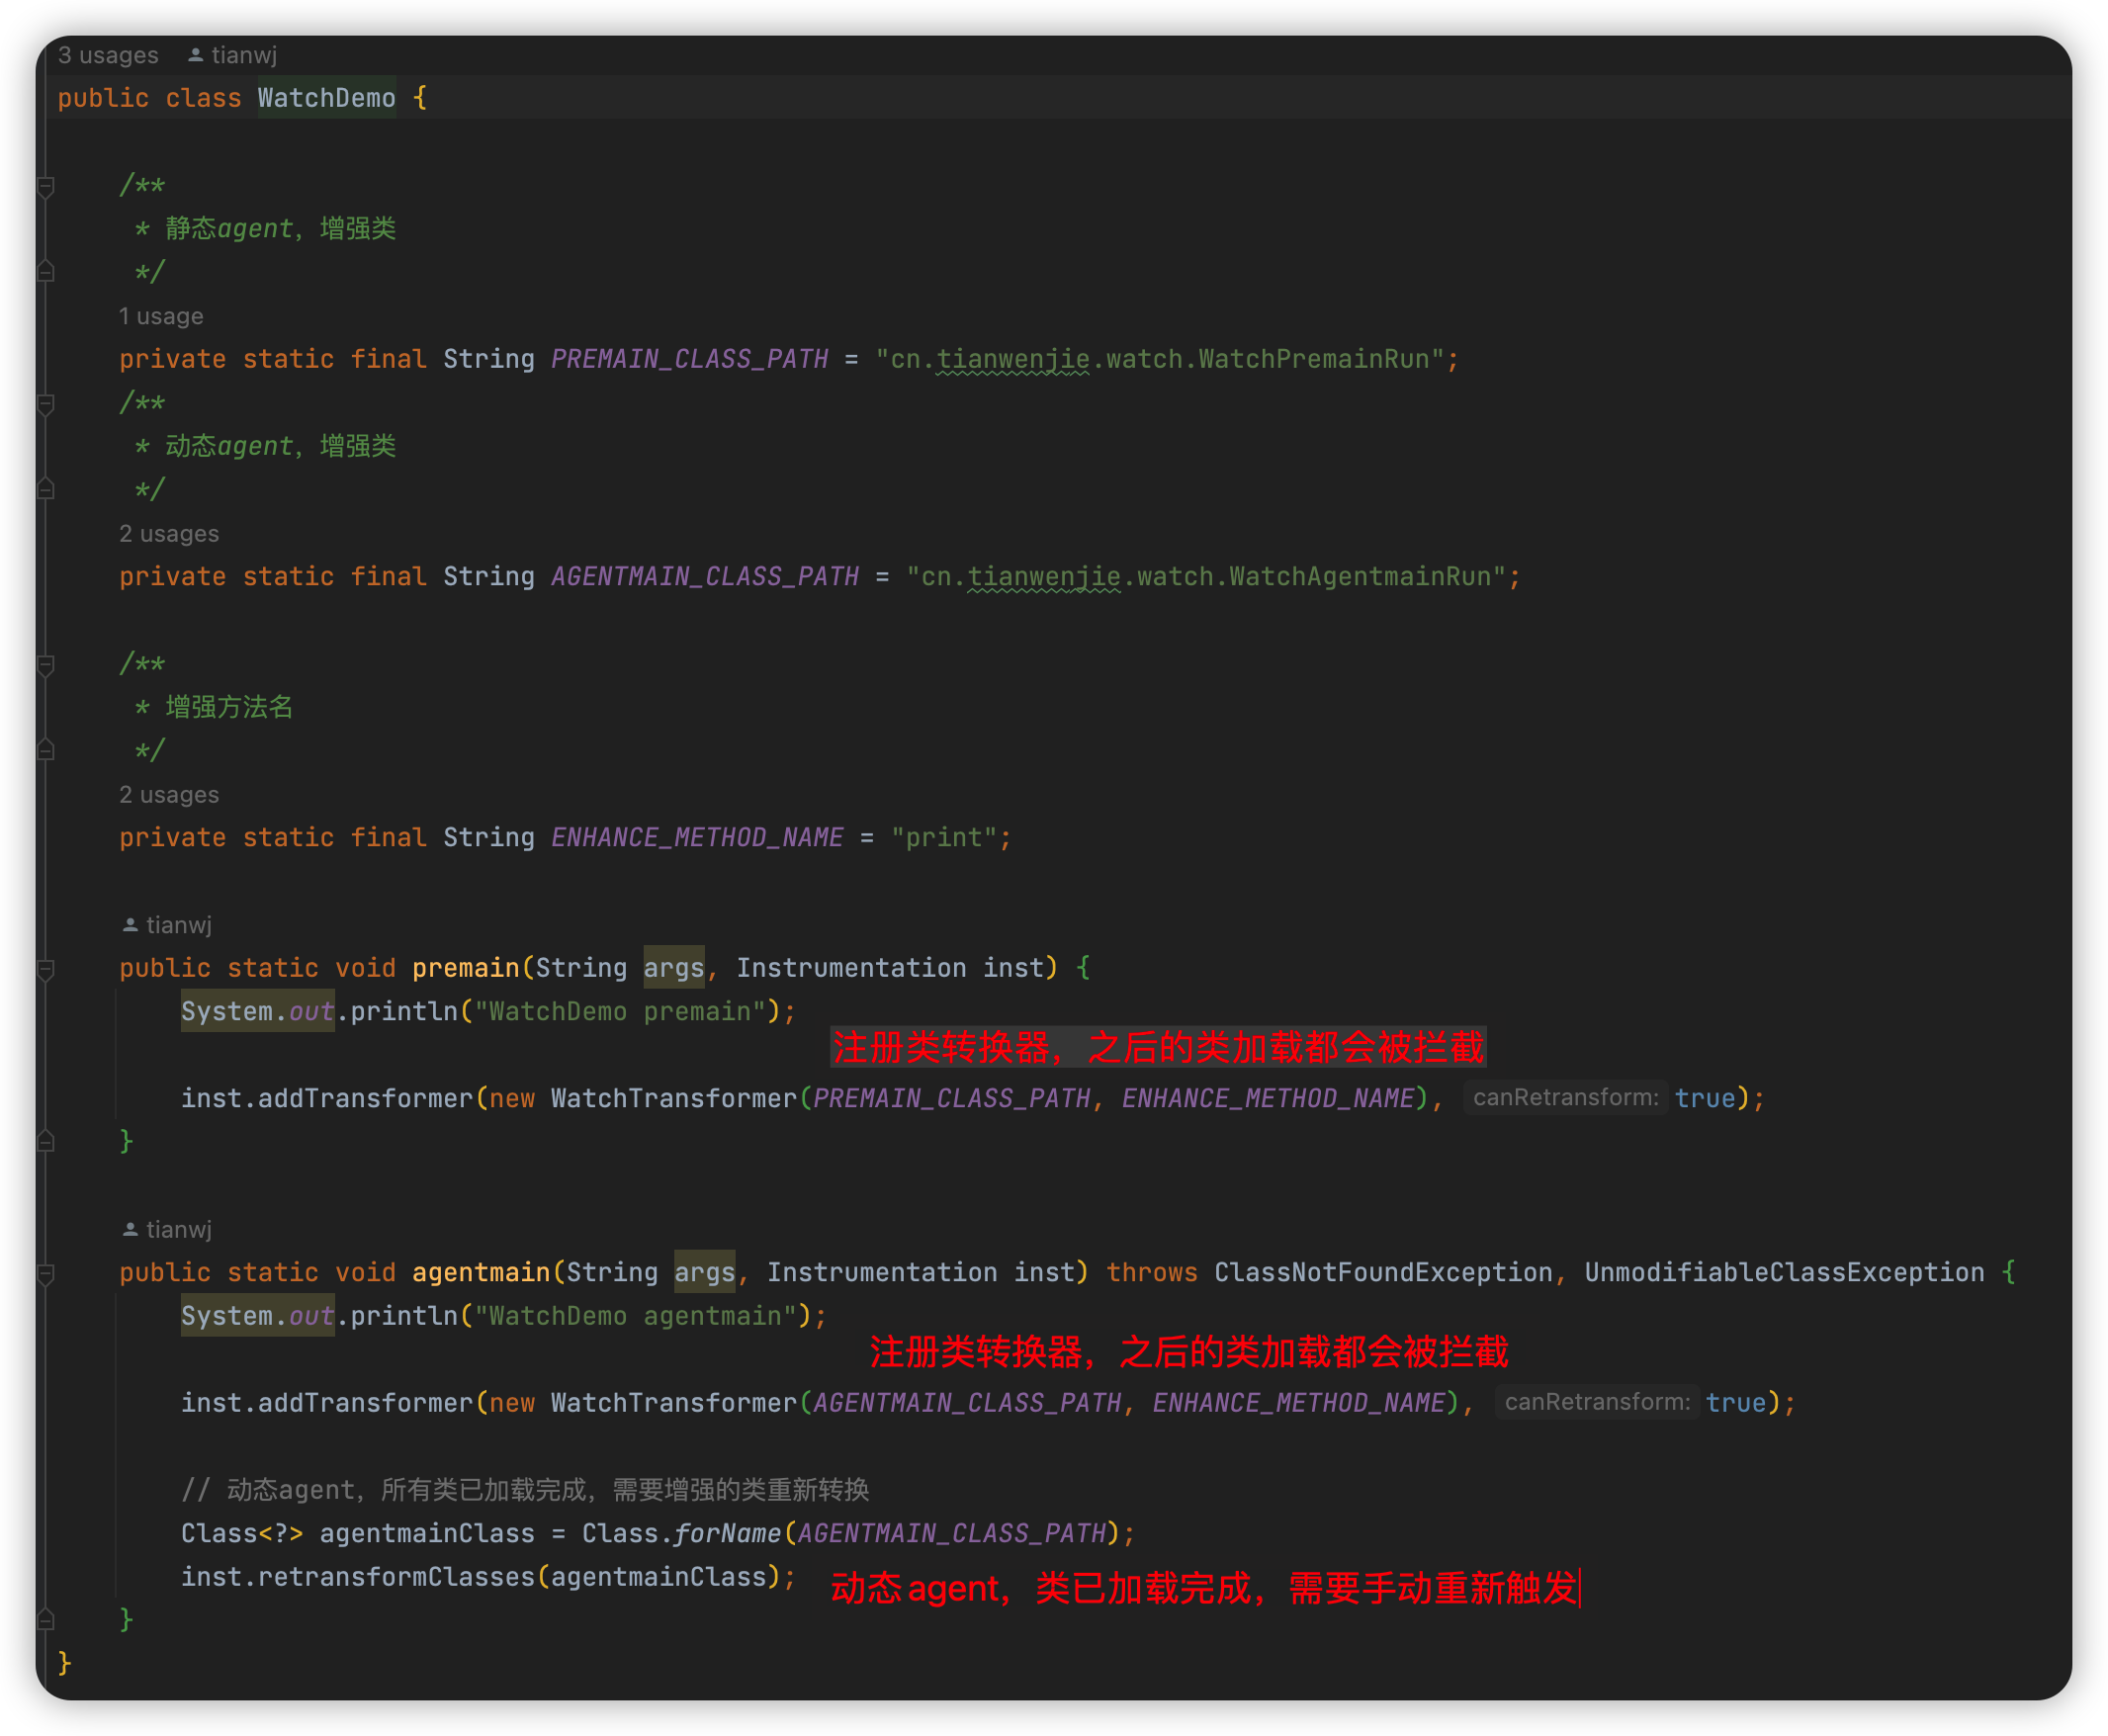 3 usages tianwj
public class WatchDemo {
/**
* 静态agent，增强类
*/
1 usage
private static final String PREMAIN_CLASS_PATH = "cn.tianwenjie.watch.WatchPremainRun";
/**
* 动态agent，增强类
*/
2 usages
private static final String AGENTMAIN_CLASS_PATH = "cn.tianwenjie.watch.WatchAgentmainRun";
/**
* 增强方法名
*/
2 usages
private static final String ENHANCE_METHOD_NAME = "print";
tianwj
public static void premain(String args, Instrumentation inst) {
System.out.println("WatchDemo premain");
注册类转换器，之后的类加载都会被拦截
inst.addTransformer(new WatchTransformer(PREMAIN_CLASS_PATH, ENHANCE_METHOD_NAME), canRetransform: true);
}
tianwj
public static void agentmain(String args, Instrumentation inst) throws ClassNotFoundException, UnmodifiableClassException {
System.out.println("WatchDemo agentmain");
注册类转换器，之后的类加载都会被拦截
inst.addTransformer(new WatchTransformer(AGENTMAIN_CLASS_PATH, ENHANCE_METHOD_NAME), canRetransform: true);
// 动态agent，所有类已加载完成，需要增强的类重新转换
Class<?> agentmainClass = Class.forName(AGENTMAIN_CLASS_PATH);
inst.retransformClasses(agentmainClass);
动态 agent，类已加载完成，需要手动重新触发
}
}